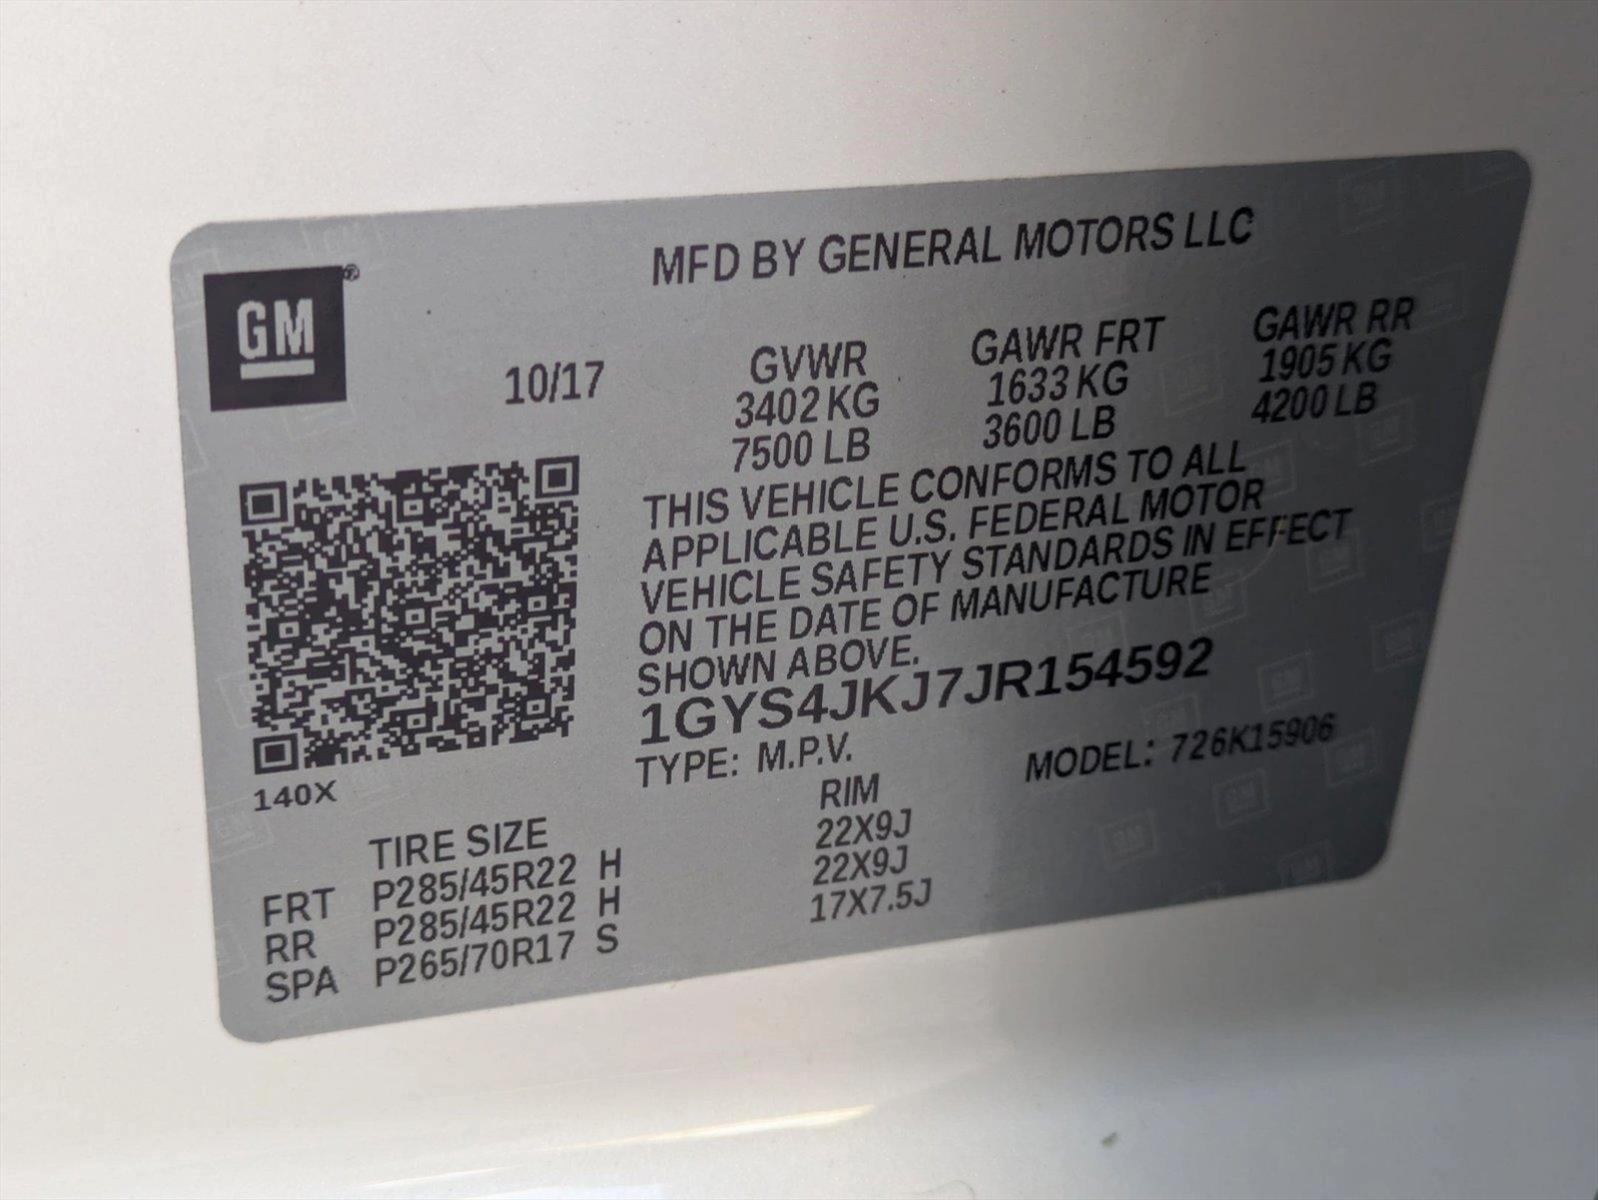 MFD BY GENERAL MOTORS LLC
GM ®
10/17
GVWR GAWR FRT GAWR RR
3402 KG 1633 KG 1905 KG
7500 LB 3600 LB 4200 LB
THIS VEHICLE CONFORMS TO ALL
APPLICABLE U.S. FEDERAL MOTOR
VEHICLE SAFETY STANDARDS IN EFFECT
ON THE DATE OF MANUFACTURE
SHOWN ABOVE.
1GYS4JKJ7JR154592
TYPE: M.P.V. MODEL: 726K15906
140X
TIRE SIZE RIM
FRT P285/45R22 H 22X9J
RR P285/45R22 H 22X9J
SPA P265/70R17 S 17X7.5J